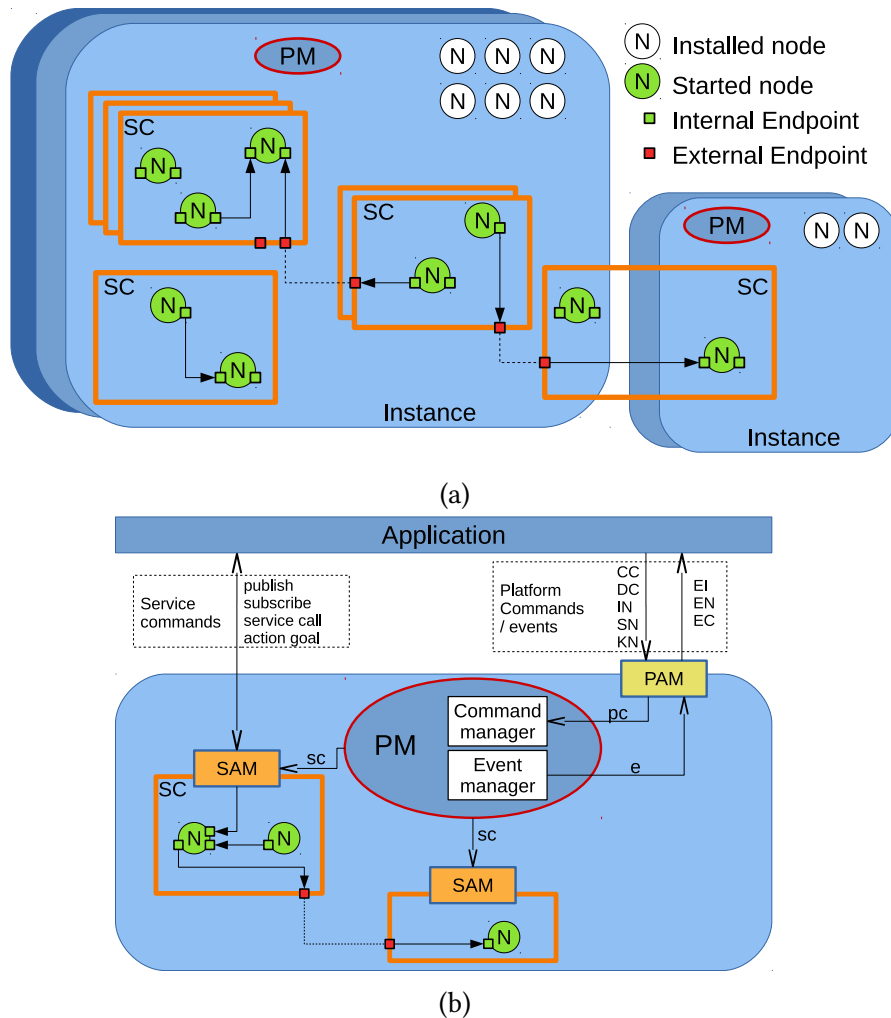 PM
N N N
N N N
N Installed node
N Started node
Internal Endpoint
External Endpoint
SC
N
N
N
SC
N
N
SC
N
N
Instance
PM
N N
SC
N
N
Instance
(a)
Application
Service
commands
publish
subscribe
service call
action goal
Platform
Commands
/ events
CC
DC
IN
SN
KN
EI
EN
EC
PAM
PM
Command
manager
Event
manager
pc
e
sc
SAM
SC
N N
sc
SAM
N
(b)